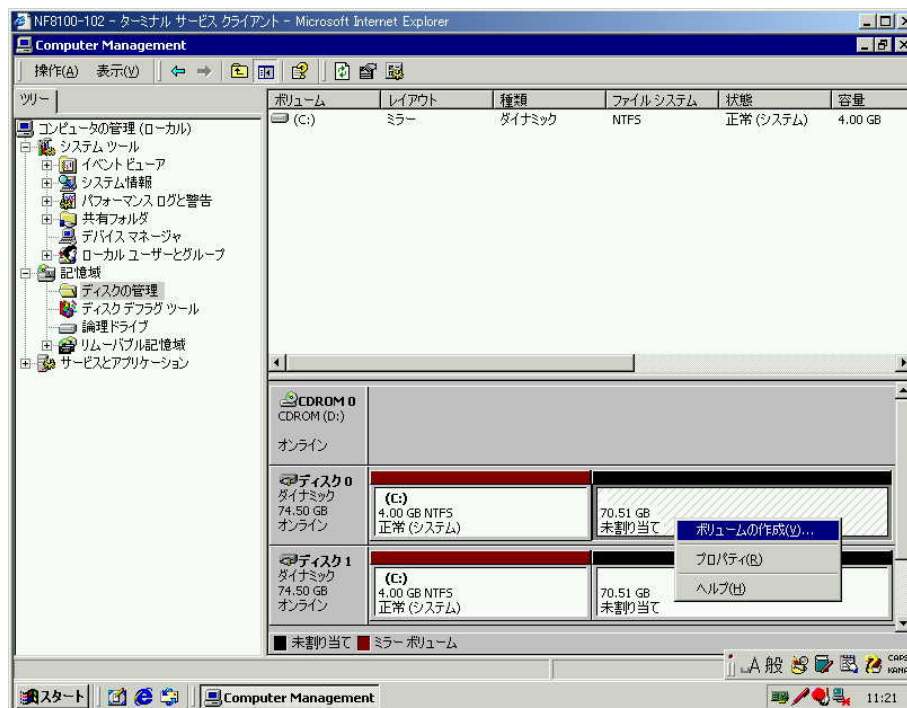 NF8100-102 - ターミナル サービス クライアント - Microsoft Internet Explorer
Computer Management
操作(A) 表示(V)
ツリー
コンピュータの管理 (ローカル)
システム ツール
イベント ビューア
システム情報
パフォーマンス ログと警告
共有フォルダ
デバイス マネージャ
ローカル ユーザーとグループ
記憶域
ディスクの管理
ディスク デフラグ ツール
論理ドライブ
リムーバブル記憶域
サービスとアプリケーション
ボリューム レイアウト 種類 ファイル システム 状態 容量
(C:) ミラー ダイナミック NTFS 正常 (システム) 4.00 GB
CDROM 0
CDROM (D:)
オンライン
ディスク 0
ダイナミック
74.50 GB
オンライン
(C:)
4.00 GB NTFS
正常 (システム)
70.51 GB
未割り当て
ボリュームの作成(V)...
プロパティ(R)
ヘルプ(H)
ディスク 1
ダイナミック
74.50 GB
オンライン
(C:)
4.00 GB NTFS
正常 (システム)
70.51 GB
未割り当て
未割り当て ミラー ボリューム
A 般 CAPS
KANA
スタート Computer Management 11:21